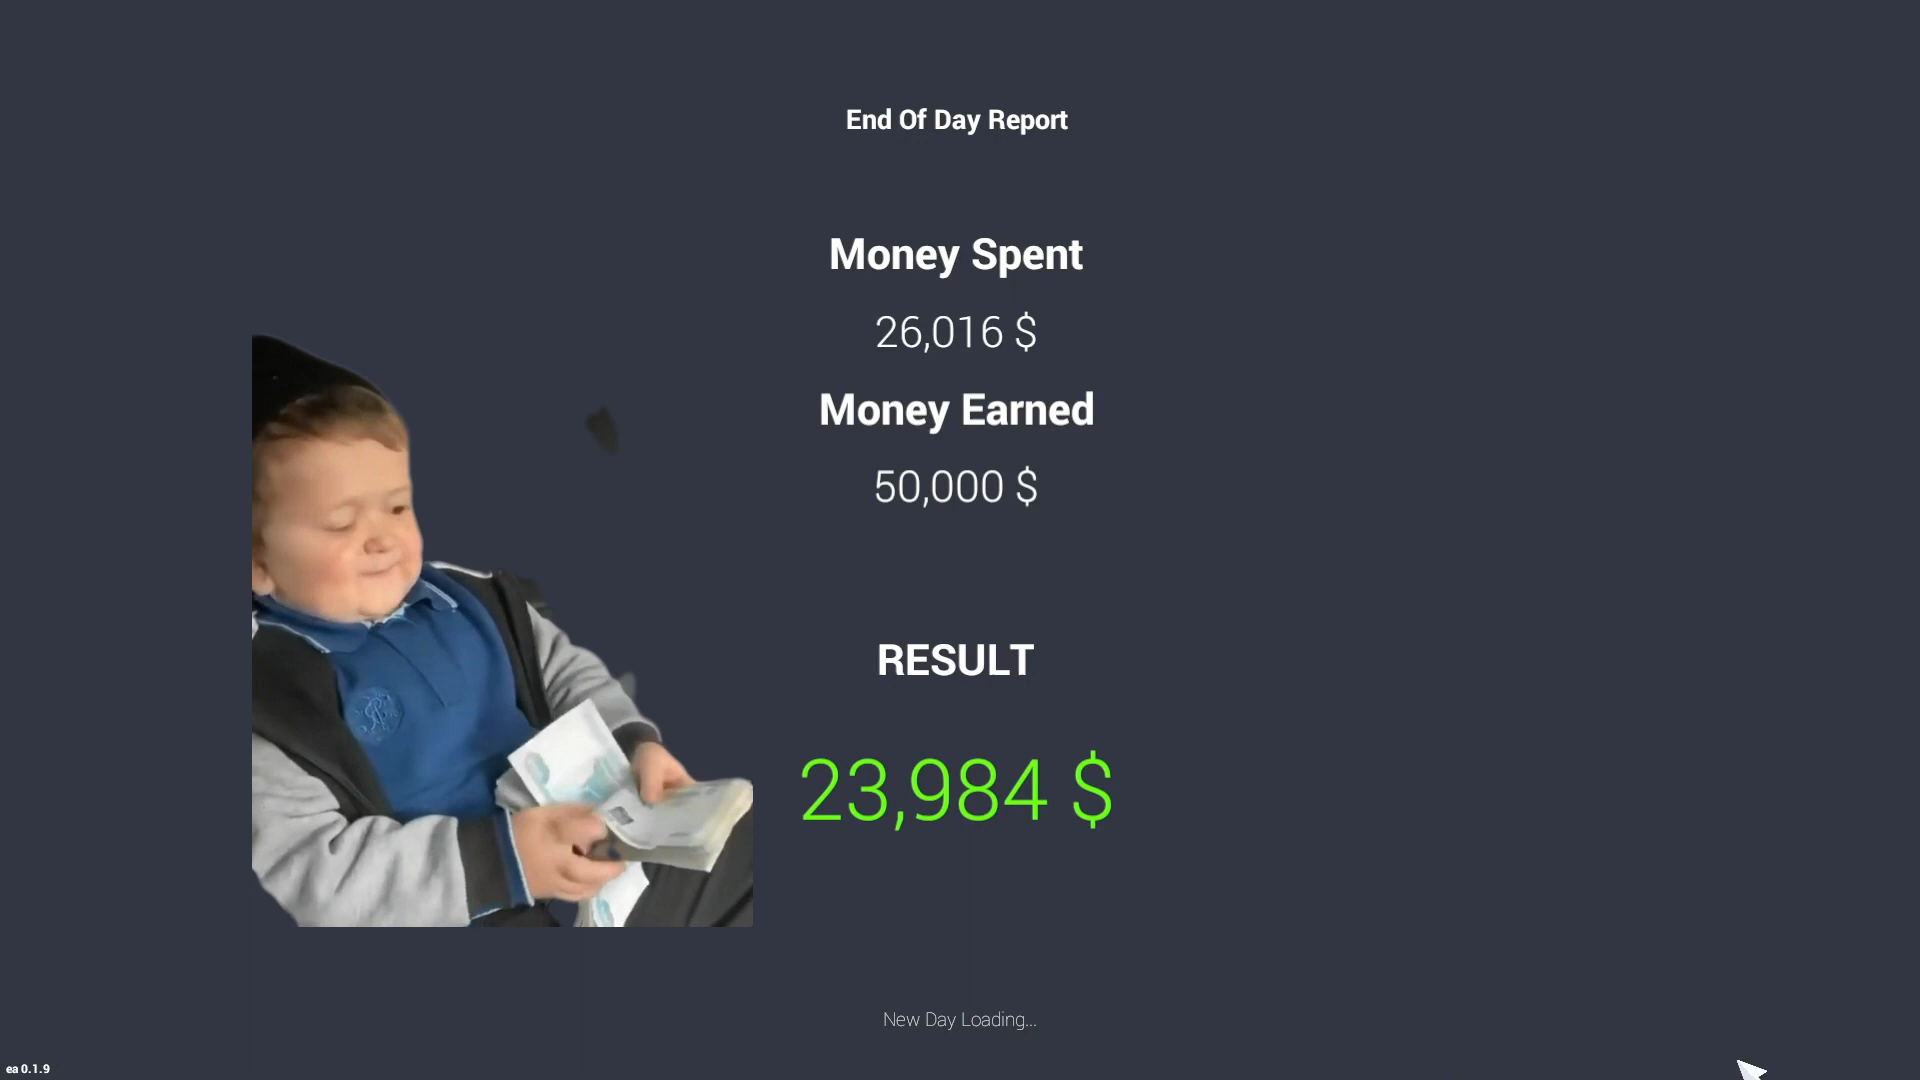 End Of Day Report
Money Spent
26,016 $
Money Earned
50,000 $
RESULT
23,984 $
New Day Loading...
ea 0.1.9